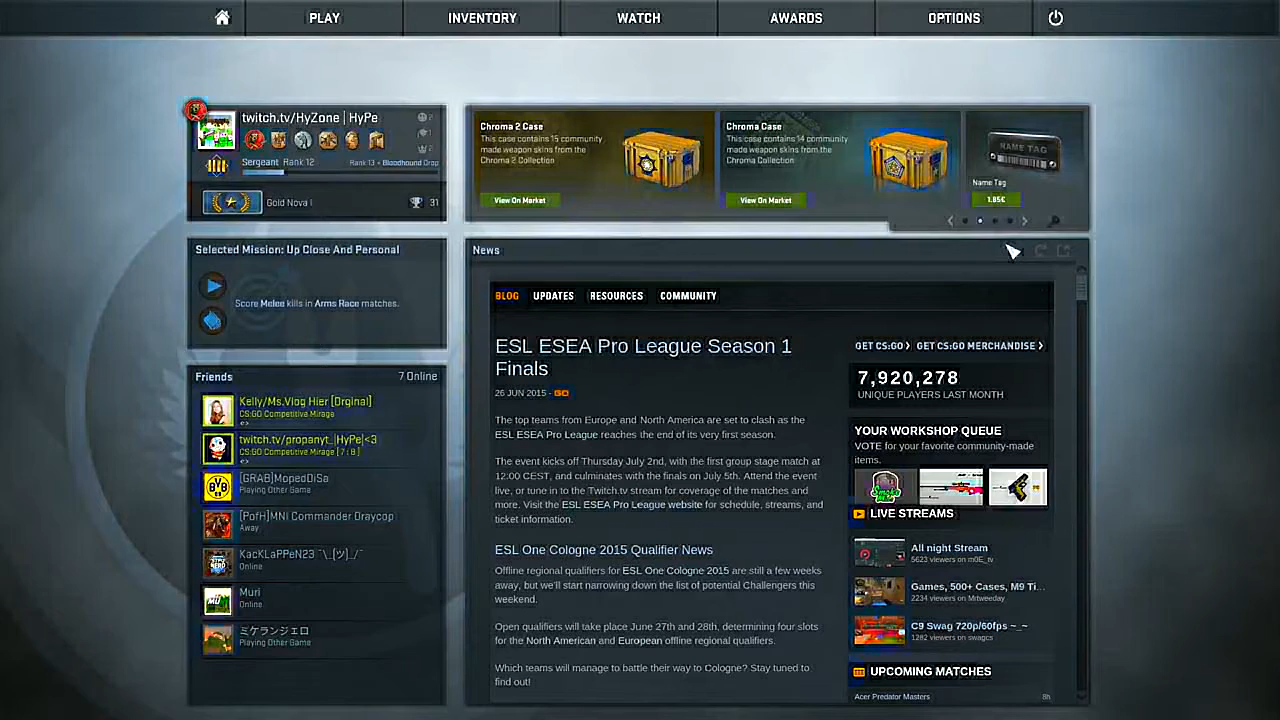 PLAY
INVENTORY
WATCH
AWARDS
OPTIONS
twitch.tv/HyZone | HyPe
Sergeant Rank 12
Rank 13 + Bloodhound Drop
Gold Nova I
31
Chroma 2 Case
This case contains 15 community
made weapon skins from the
Chroma 2 Collection
View On Market
Chroma Case
This case contains 14 community
made weapon skins from the
Chroma Collection
View On Market
NAME TAG
Name Tag
1.85€
Selected Mission: Up Close And Personal
Score Melee kills in Arms Race matches.
Friends
7 Online
Kelly/Ms.Vlog Hier [Orginal]
CS:GO Competitive Mirage
twitch.tv/propanyt_|HyPe|<3
CS:GO Competitive Mirage [ 7 : 8 ]
[GRAB]MopedDiSa
Playing Other Game
[PofH]MNI Commander Draycop
Away
KacKLaPPeN23 ¯\_(ツ)_/¯
Online
Muri
Online
ミケランジェロ
Playing Other Game
News
BLOG
UPDATES
RESOURCES
COMMUNITY
ESL ESEA Pro League Season 1
Finals
26 JUN 2015 -
The top teams from Europe and North America are set to clash as the
ESL ESEA Pro League reaches the end of its very first season.
The event kicks off Thursday July 2nd, with the first group stage match at
12:00 CEST, and culminates with the finals on July 5th. Attend the event
live, or tune in to the Twitch.tv stream for coverage of the matches and
more. Visit the ESL ESEA Pro League website for schedule, streams, and
ticket information.
ESL One Cologne 2015 Qualifier News
Offline regional qualifiers for ESL One Cologne 2015 are still a few weeks
away, but we'll start narrowing down the list of potential Challengers this
weekend.
Open qualifiers will take place June 27th and 28th, determining four slots
for the North American and European offline regional qualifiers.
Which teams will manage to battle their way to Cologne? Stay tuned to
find out!
GET CS:GO
GET CS:GO MERCHANDISE
7,920,278
UNIQUE PLAYERS LAST MONTH
YOUR WORKSHOP QUEUE
VOTE for your favorite community-made
items.
LIVE STREAMS
All night Stream
5623 viewers on m0E_tv
Games, 500+ Cases, M9 Ti...
2234 viewers on Mrtweeday
C9 Swag 720p/60fps ~_~
1282 viewers on swagcs
UPCOMING MATCHES
Acer Predator Masters
8h